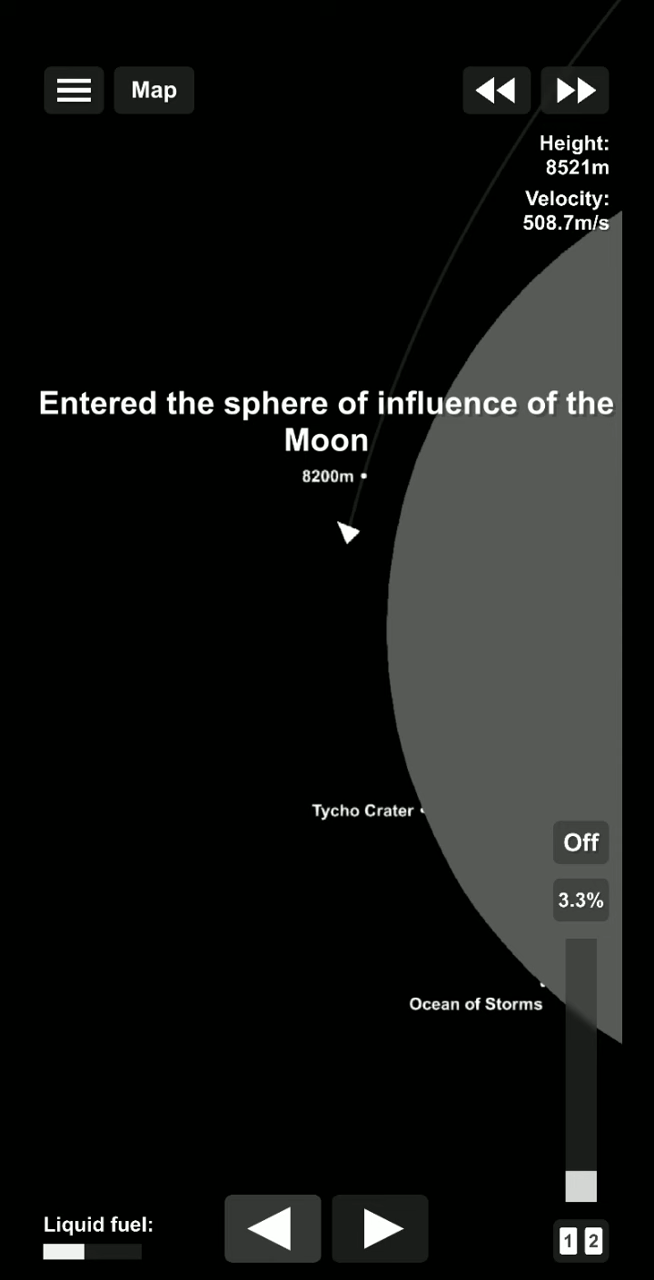 Map
Height:
8521m
Velocity:
508.7m/s
Entered the sphere of influence of the
Moon
8200m
Tycho Crater
Off
3.3%
Ocean of Storms
Liquid fuel:
1 2